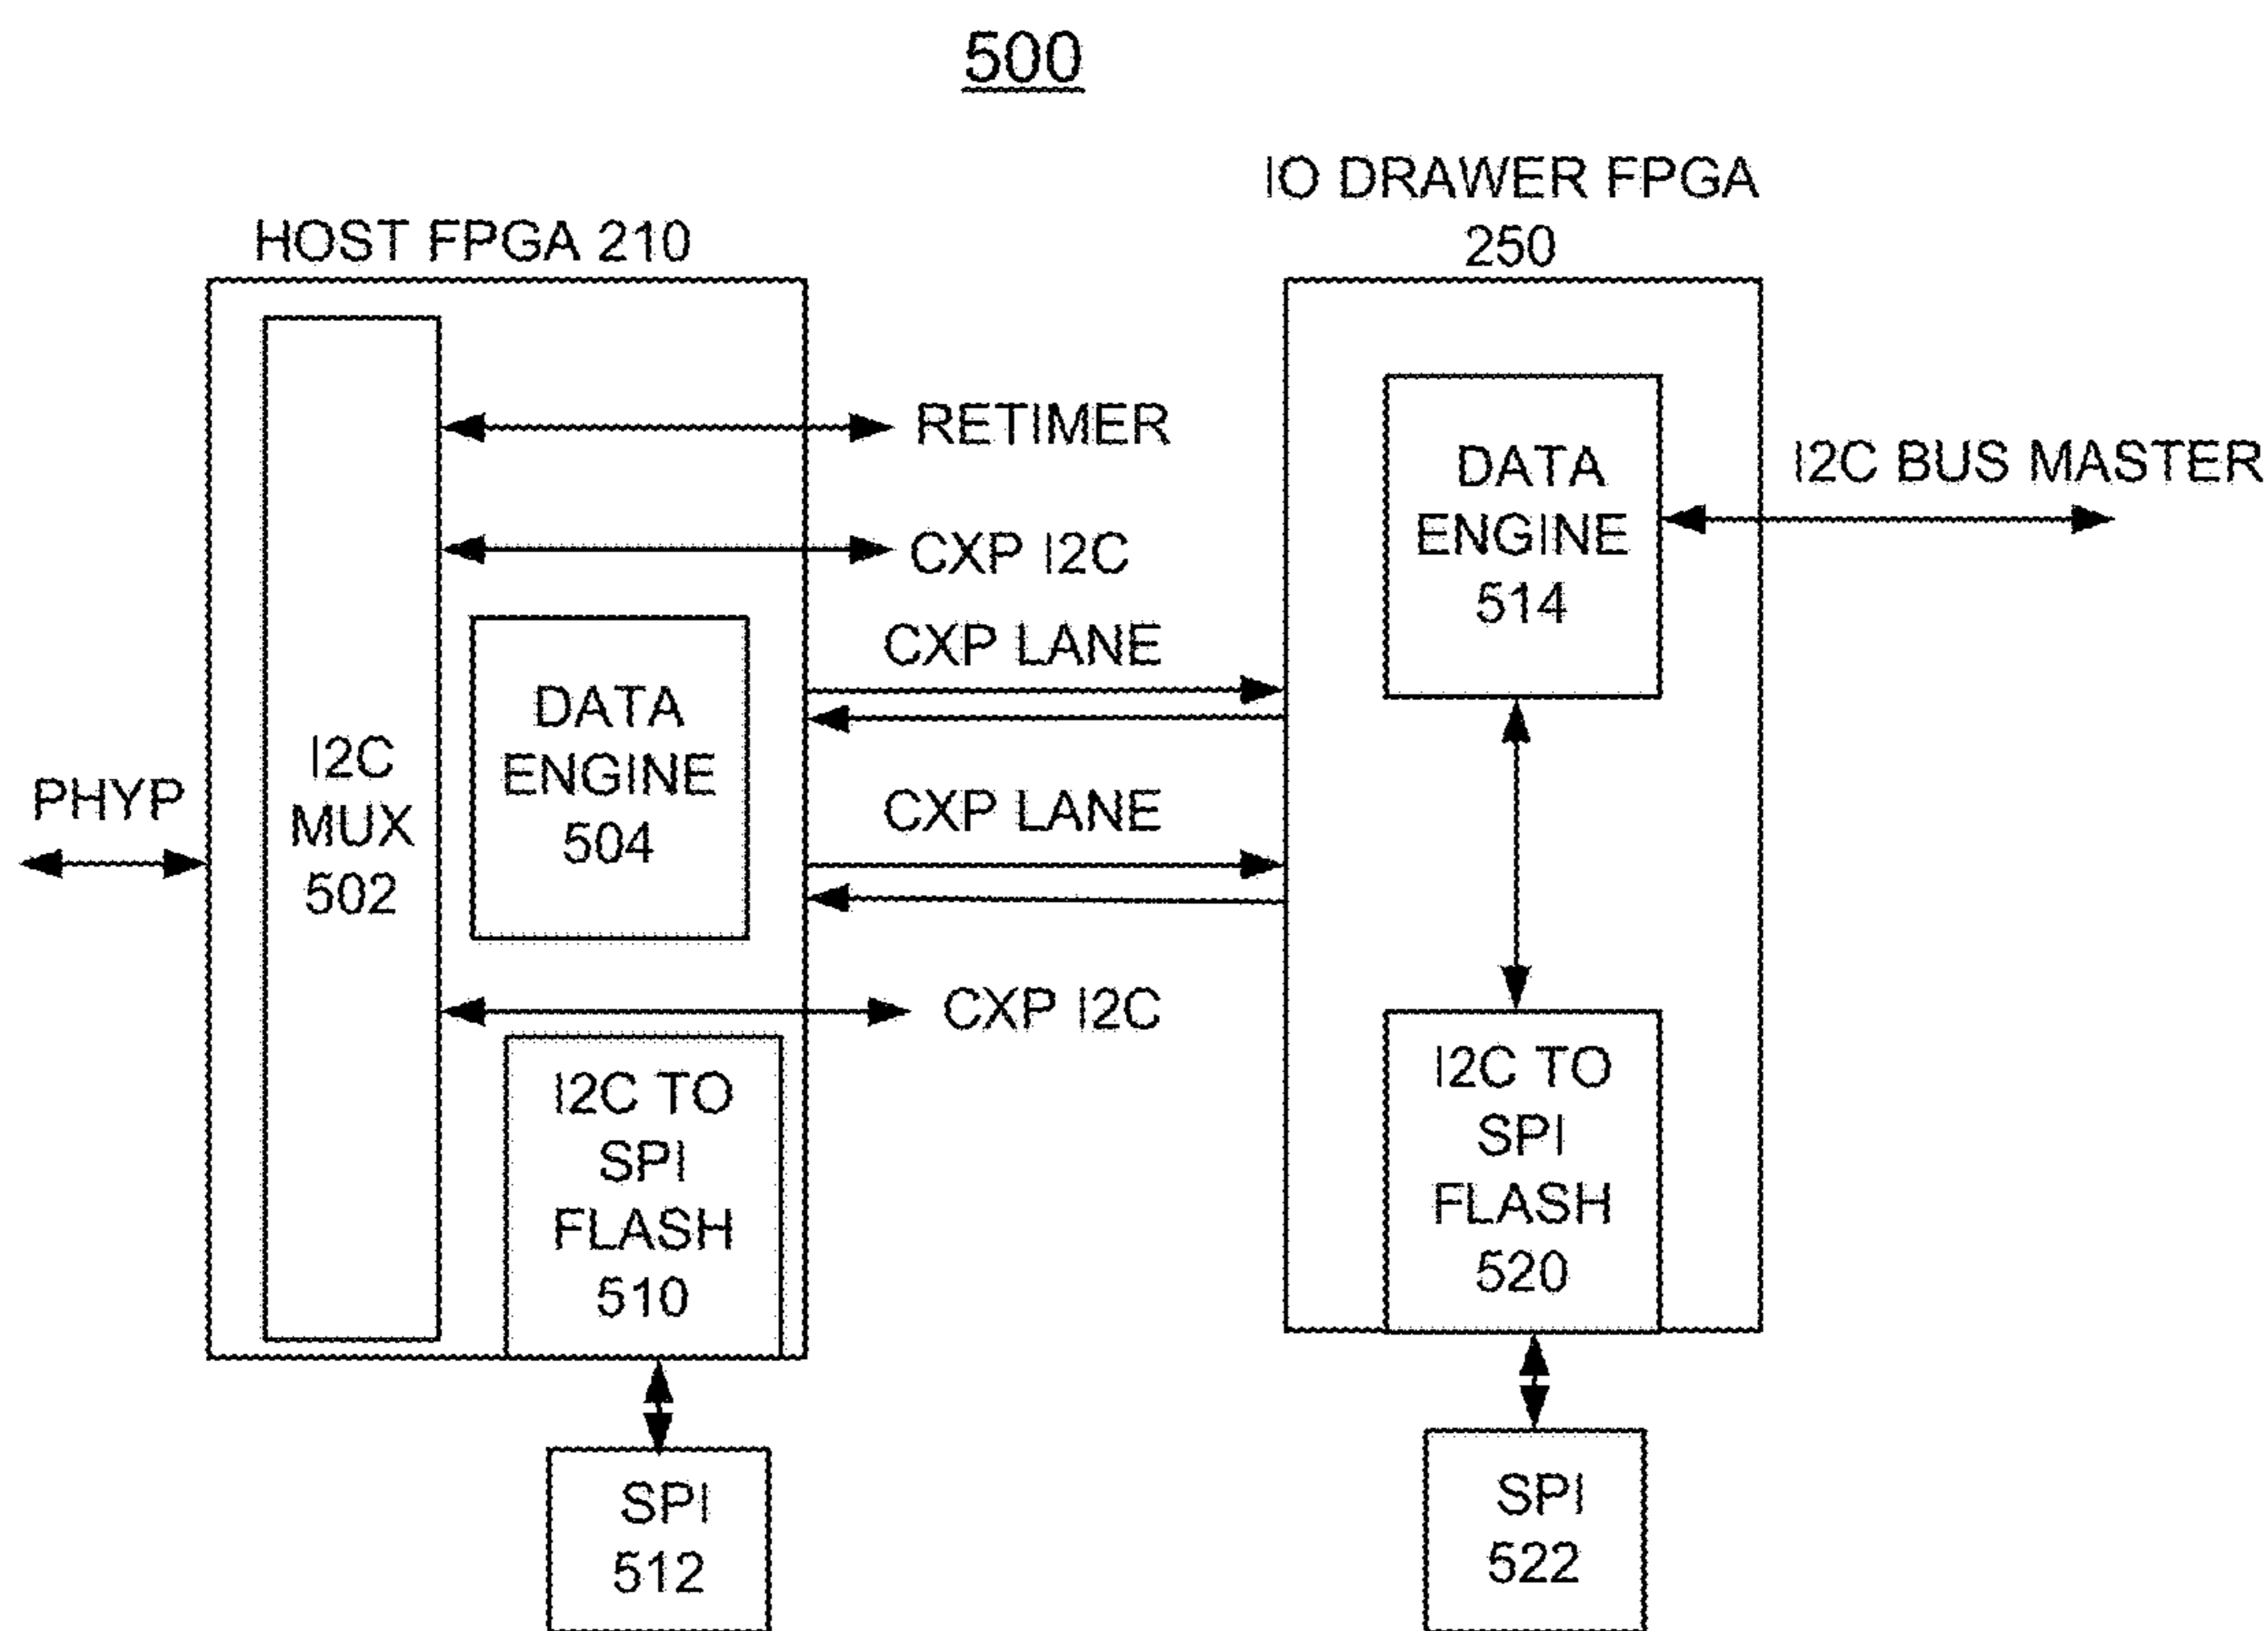 500
HOST FPGA 210
IO DRAWER FPGA
250
PHYP
I2C
MUX
502
RETIMER
CXP I2C
DATA
ENGINE
504
CXP LANE
CXP LANE
CXP I2C
I2C TO
SPI
FLASH
510
SPI
512
DATA
ENGINE
514
I2C BUS MASTER
I2C TO
SPI
FLASH
520
SPI
522